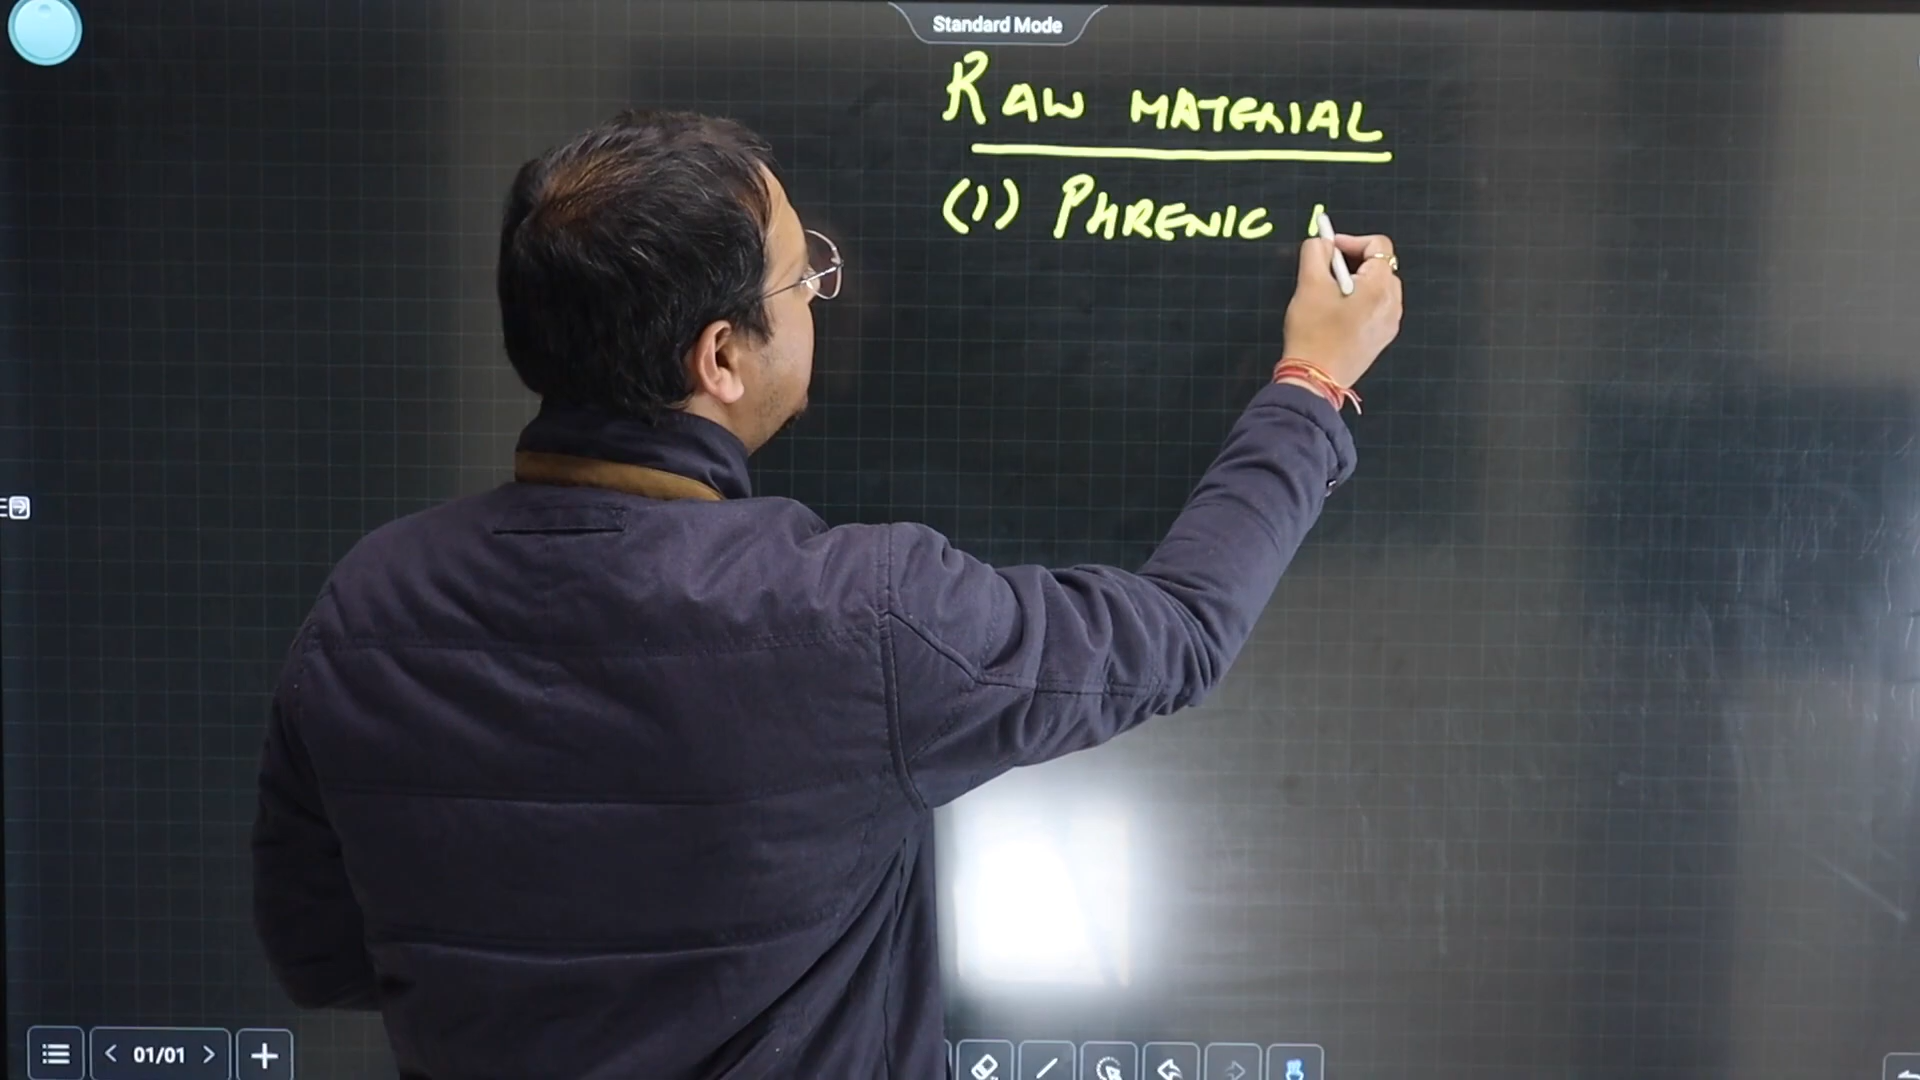 Standard Mode
RAW MATERIAL
(1) PHRENIC
01/01